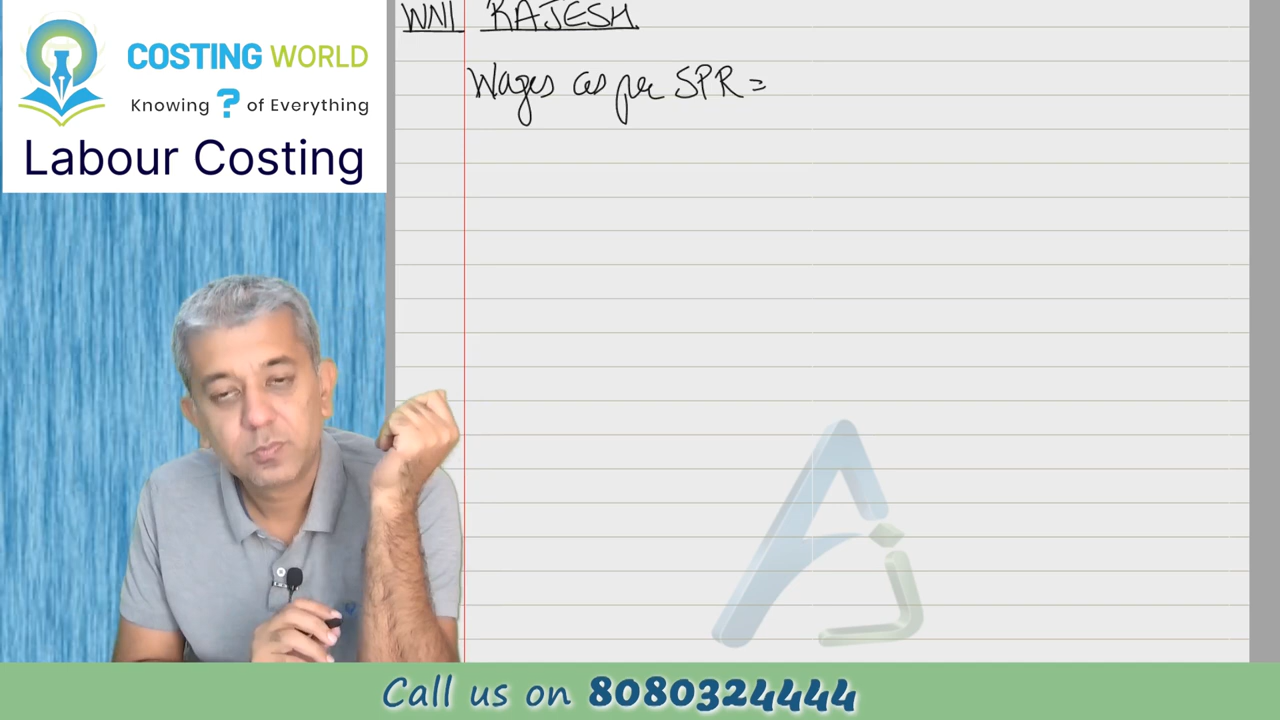 COSTING WORLD
Knowing ? of Everything
Labour Costing
WN1 RAJESH
Wages as per SPR =
Call us on 8080324444